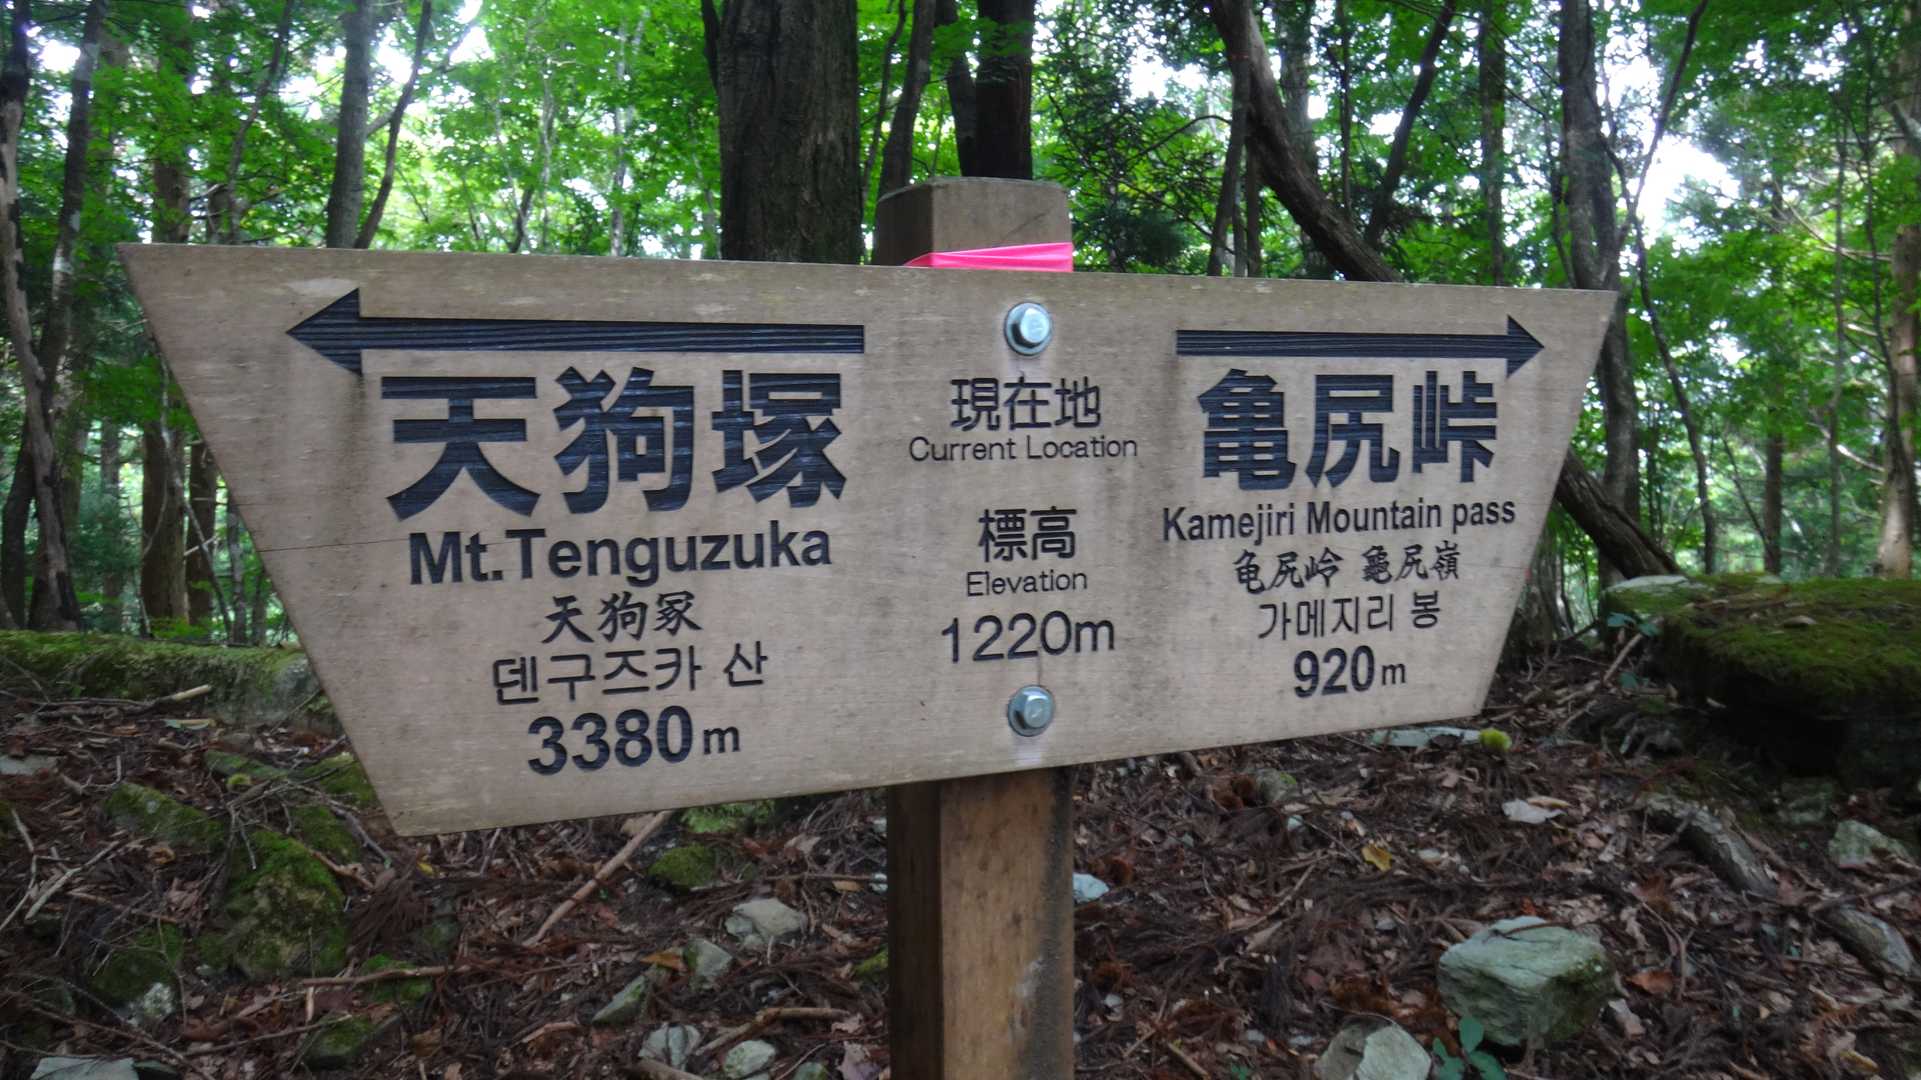 天狗塚
Mt.Tenguzuka
天狗冢
덴구즈카 산
3380m
現在地
Current Location
標高
Elevation
1220m
亀尻峠
Kamejiri Mountain pass
龟尻岭 龜尻嶺
가메지리 봉
920m